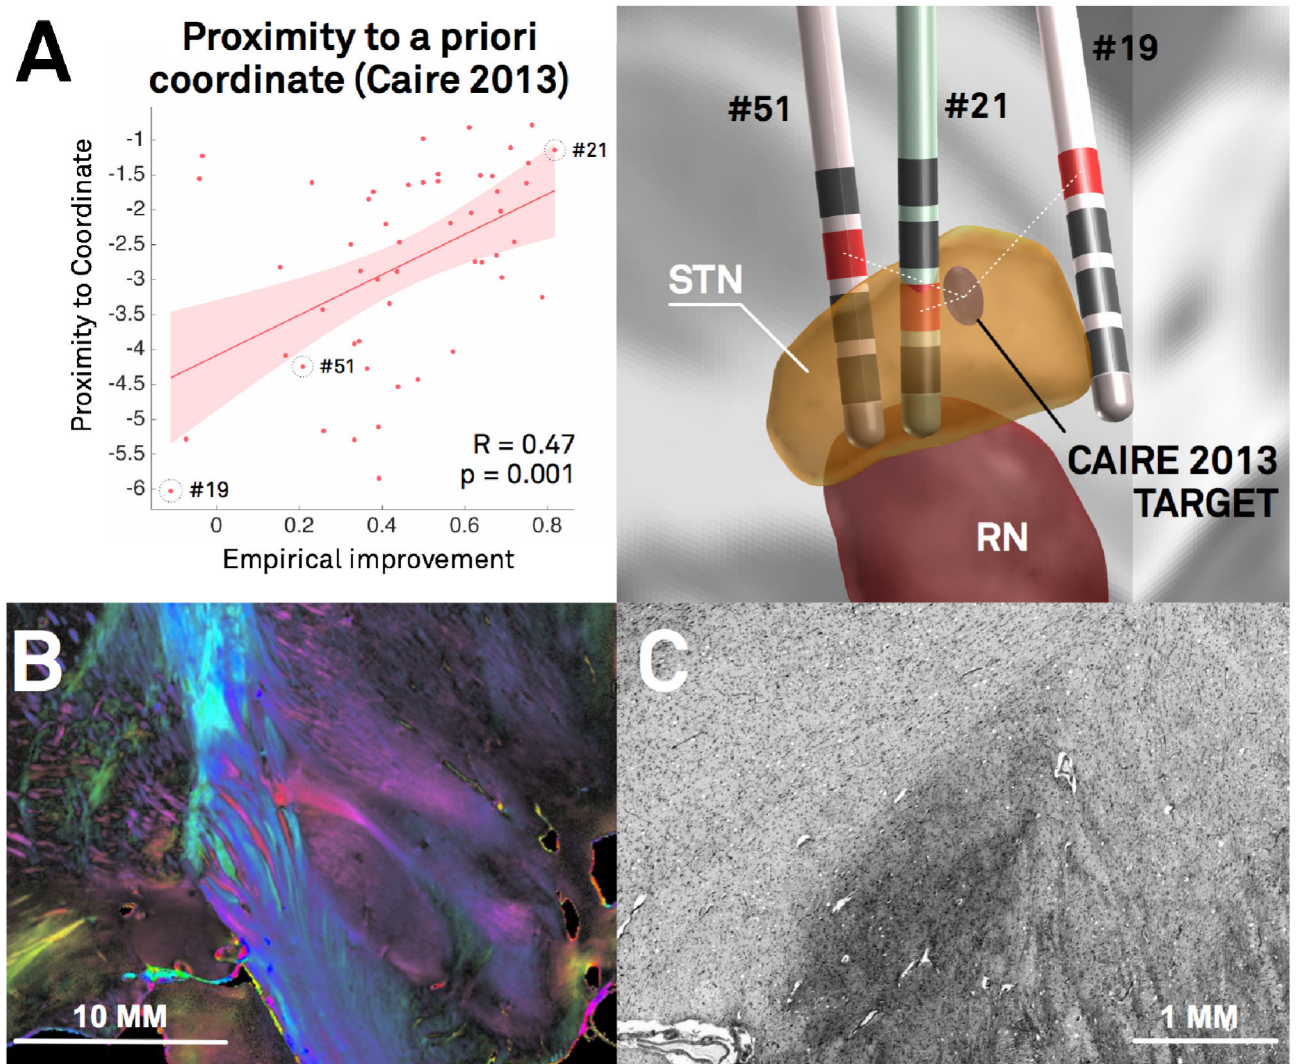 A
Proximity to a priori
coordinate (Caire 2013)
Proximity to Coordinate
-1
-1.5
-2
-2.5
-3
-3.5
-4
-4.5
-5
-5.5
-6
#21
#51
#19
R = 0.47
p = 0.001
0
0.2
0.4
0.6
0.8
Empirical improvement
#51
#21
#19
STN
CAIRE 2013
TARGET
RN
B
10 MM
C
1 MM